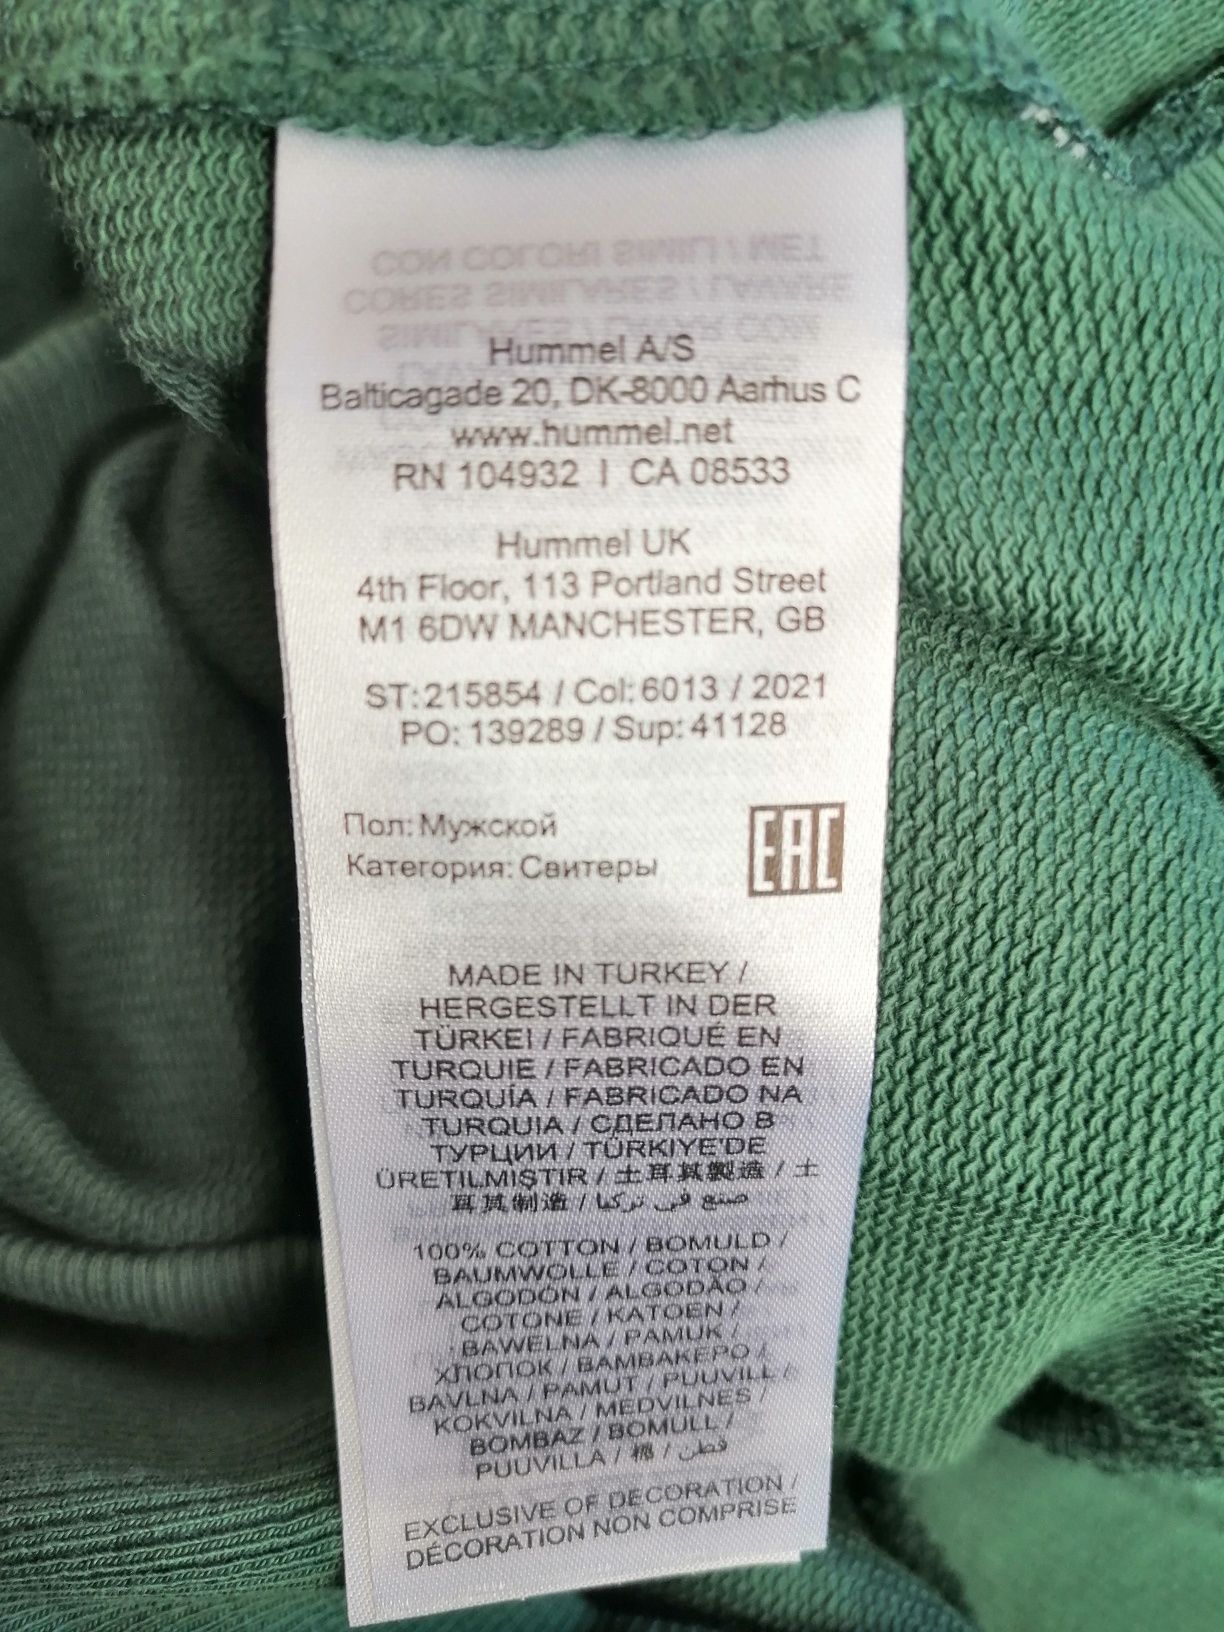 Hummel A/S
Balticagade 20, DK-8000 Aarhus C
www.hummel.net
RN 104932 I CA 08533
Hummel UK
4th Floor, 113 Portland Street
M1 6DW MANCHESTER, GB
ST:215854 / Col:6013 / 2021
PO: 139289 / Sup: 41128
Пол: Мужской
Категория: Свитеры
EAC
MADE IN TURKEY /
HERGESTELLT IN DER
TÜRKEI / FABRIQUÉ EN
TURQUIE / FABRICADO EN
TURQUÍA / FABRICADO NA
TURQUIA / СДЕЛАНО В
ТУРЦИИ / TÜRKIYE'DE
ÜRETILMIŞTIR / 土耳其製造 / 土
耳其制造 / صنع في تركيا
100% COTTON / BOMULD /
BAUMWOLLE / COTON /
ALGODÓN / ALGODÃO /
COTONE / KATOEN /
BAWEŁNA / PAMUK /
ХЛОПОК / ΒΑΜΒΑΚΕΡΟ /
BAVLNA / PAMUT / PUUVILL /
KOKVILNA / MEDVILNES /
BOMBAZ / BOMULL /
PUUVILLA / 棉 / قطن
EXCLUSIVE OF DECORATION /
DÉCORATION NON COMPRISE